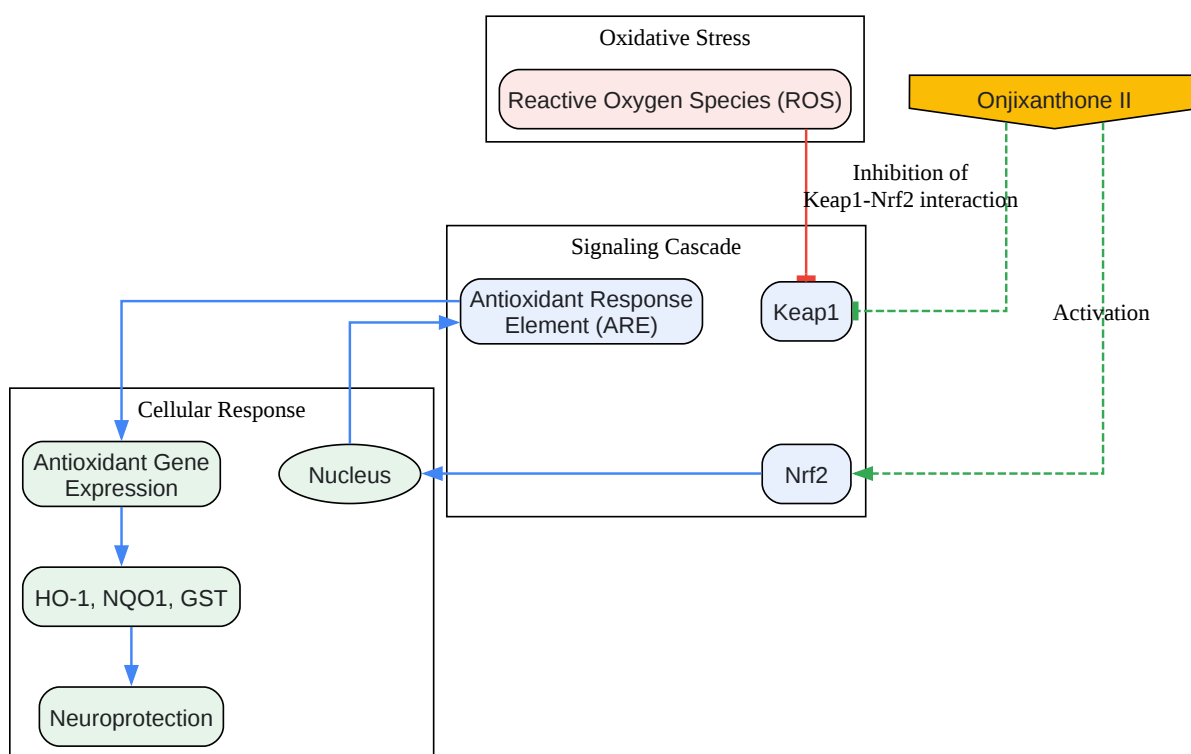 Oxidative Stress
Reactive Oxygen Species (ROS)
Onjixanthone II
Inhibition of
Keap1-Nrf2 interaction
Signaling Cascade
Antioxidant Response
Element (ARE)
Keap1
Activation
Cellular Response
Antioxidant Gene
Expression
Nucleus
Nrf2
HO-1, NQO1, GST
Neuroprotection